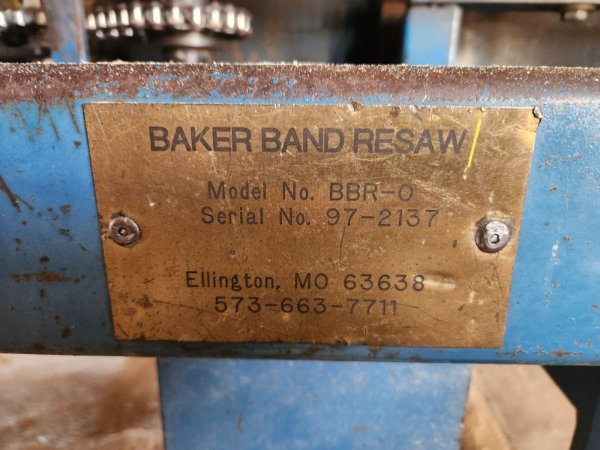 BAKER BAND RESAW
Model No. BBR-0
Serial No. 97-2137
Ellington, MO 63638
573-663-7711